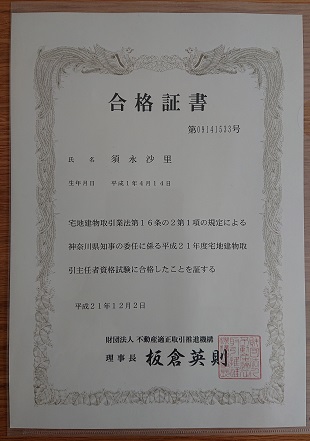 合格証書
第09141533号
氏名 須永沙里
生年月日 平成1年4月14日
宅地建物取引業法第16条の2第1項の規定による
神奈川県知事の委任に係る平成21年度宅地建物取
引主任者資格試験に合格したことを証する
平成21年12月2日
財団法人 不動産適正取引推進機構
理事長 板倉英則